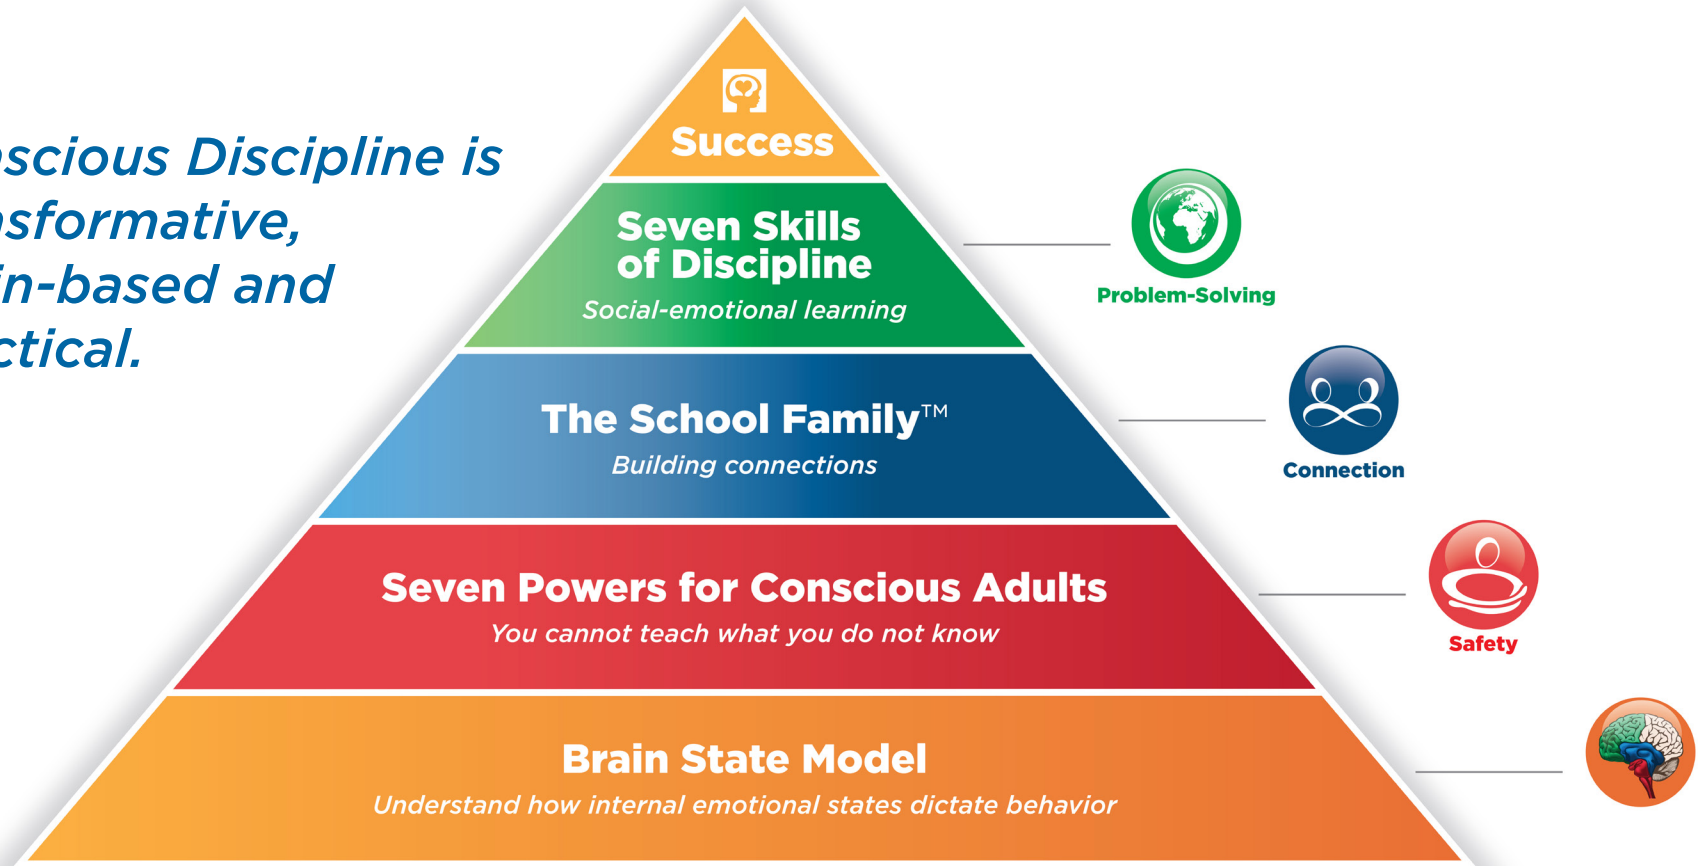 nscious Discipline is
nsformative,
in-based and
ctical.
Success
Seven Skills
of Discipline
Social-emotional learning
Problem-Solving
The School Family™
Building connections
Connection
Seven Powers for Conscious Adults
You cannot teach what you do not know
Safety
Brain State Model
Understand how internal emotional states dictate behavior